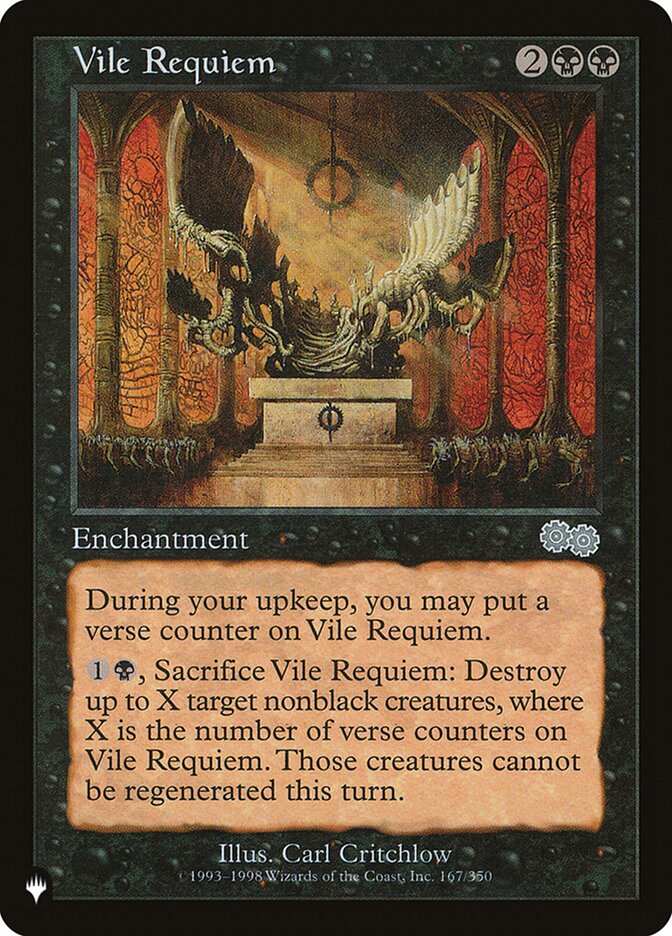 Vile Requiem 2
Enchantment
During your upkeep, you may put a
verse counter on Vile Requiem.
1, Sacrifice Vile Requiem: Destroy
up to X target nonblack creatures, where
X is the number of verse counters on
Vile Requiem. Those creatures cannot
be regenerated this turn.
Illus. Carl Critchlow
©1993–1998 Wizards of the Coast, Inc. 167/350